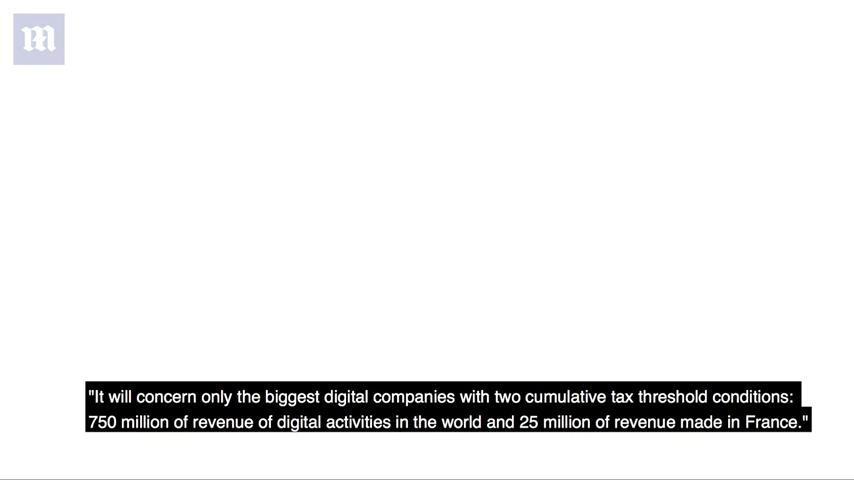 "It will concern only the biggest digital companies with two cumulative tax threshold conditions:
750 million of revenue of digital activities in the world and 25 million of revenue made in France."